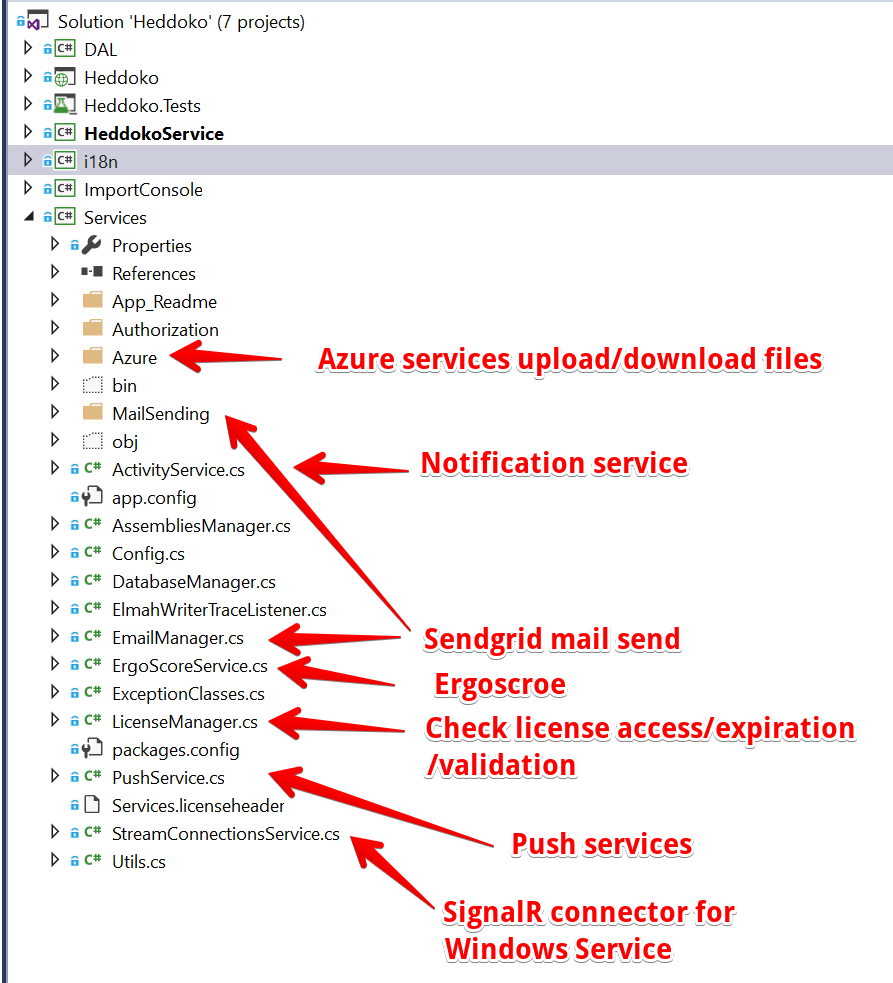 Solution 'Heddoko' (7 projects)
C# DAL
Heddoko
Heddoko.Tests
C# HeddokoService
C# i18n
C# ImportConsole
C# Services
Properties
References
App_Readme
Authorization
Azure
Azure services upload/download files
bin
MailSending
obj
Notification service
C# ActivityService.cs
app.config
C# AssembliesManager.cs
C# Config.cs
C# DatabaseManager.cs
C# ElmahWriterTraceListener.cs
C# EmailManager.cs
Sendgrid mail send
C# ErgoScoreService.cs
Ergoscroe
C# ExceptionClasses.cs
C# LicenseManager.cs
Check license access/expiration
/validation
packages.config
C# PushService.cs
Services.licenseheader
C# StreamConnectionsService.cs
Push services
C# Utils.cs
SignalR connector for
Windows Service